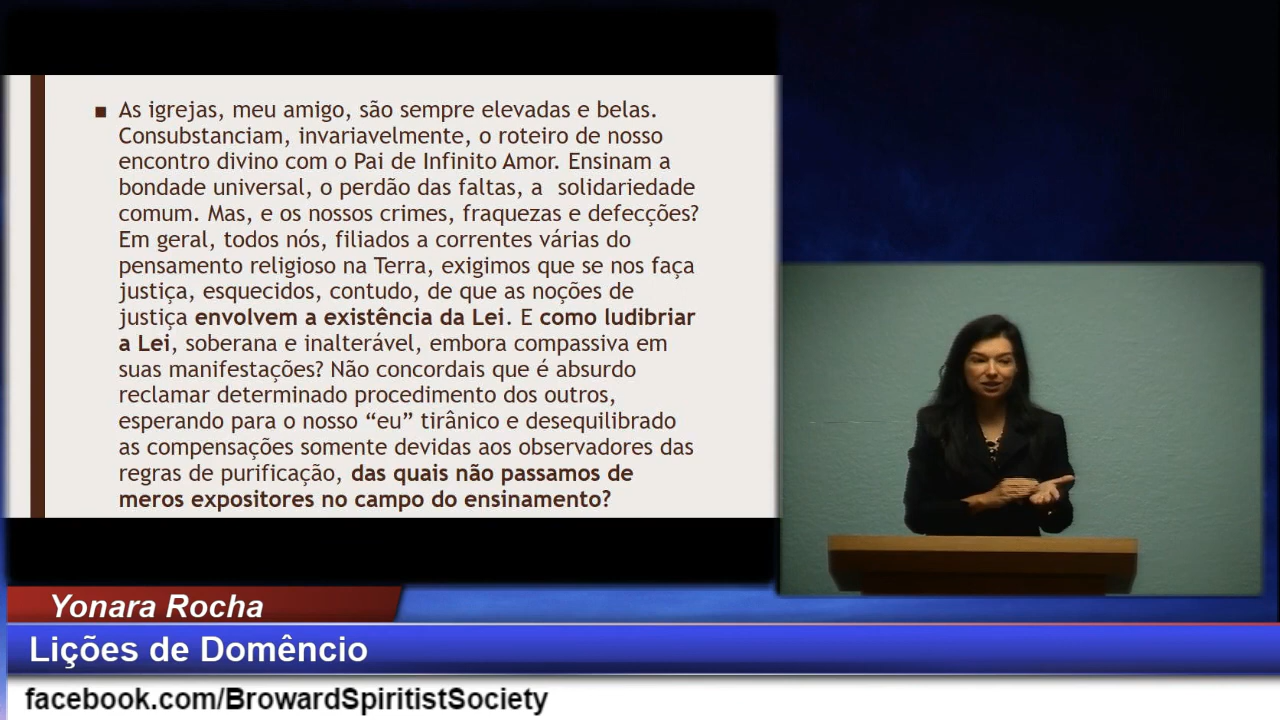 ■ As igrejas, meu amigo, são sempre elevadas e belas.
Consubstanciam, invariavelmente, o roteiro de nosso
encontro divino com o Pai de Infinito Amor. Ensinam a
bondade universal, o perdão das faltas, a  solidariedade
comum. Mas, e os nossos crimes, fraquezas e defecções?
Em geral, todos nós, filiados a correntes várias do
pensamento religioso na Terra, exigimos que se nos faça
justiça, esquecidos, contudo, de que as noções de
justiça envolvem a existência da Lei. E como ludibriar
a Lei, soberana e inalterável, embora compassiva em
suas manifestações? Não concordais que é absurdo
reclamar determinado procedimento dos outros,
esperando para o nosso “eu” tirânico e desequilibrado
as compensações somente devidas aos observadores das
regras de purificação, das quais não passamos de
meros expositores no campo do ensinamento?
Yonara Rocha
Lições de Domêncio
facebook.com/BrowardSpiritistSociety